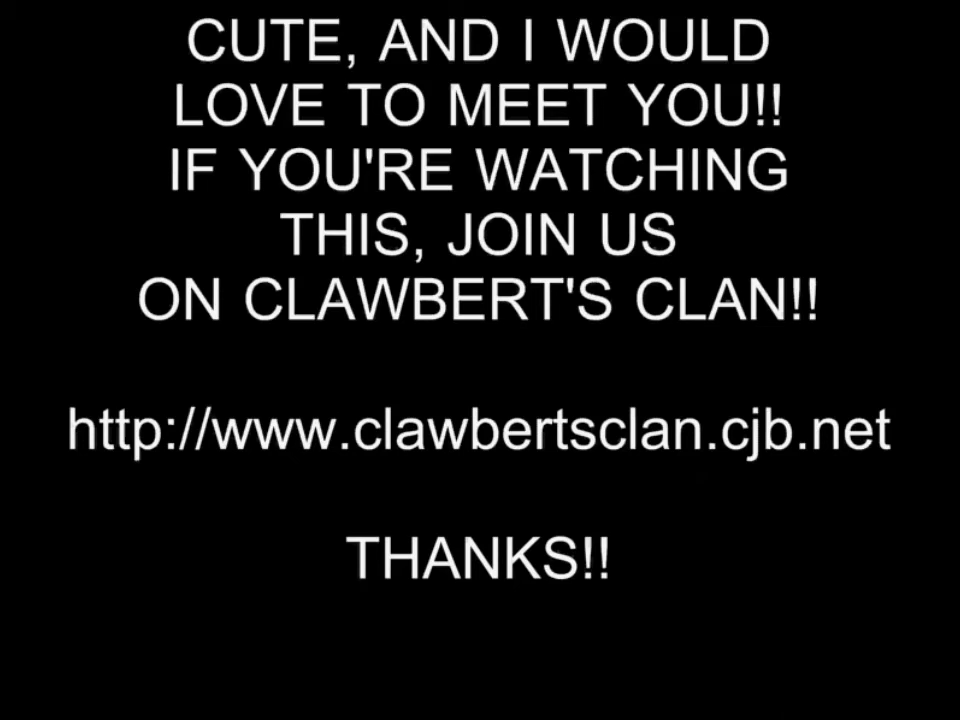 CUTE, AND I WOULD
LOVE TO MEET YOU!!
IF YOU'RE WATCHING
THIS, JOIN US
ON CLAWBERT'S CLAN!!
http://www.clawbertsclan.cjb.net
THANKS!!